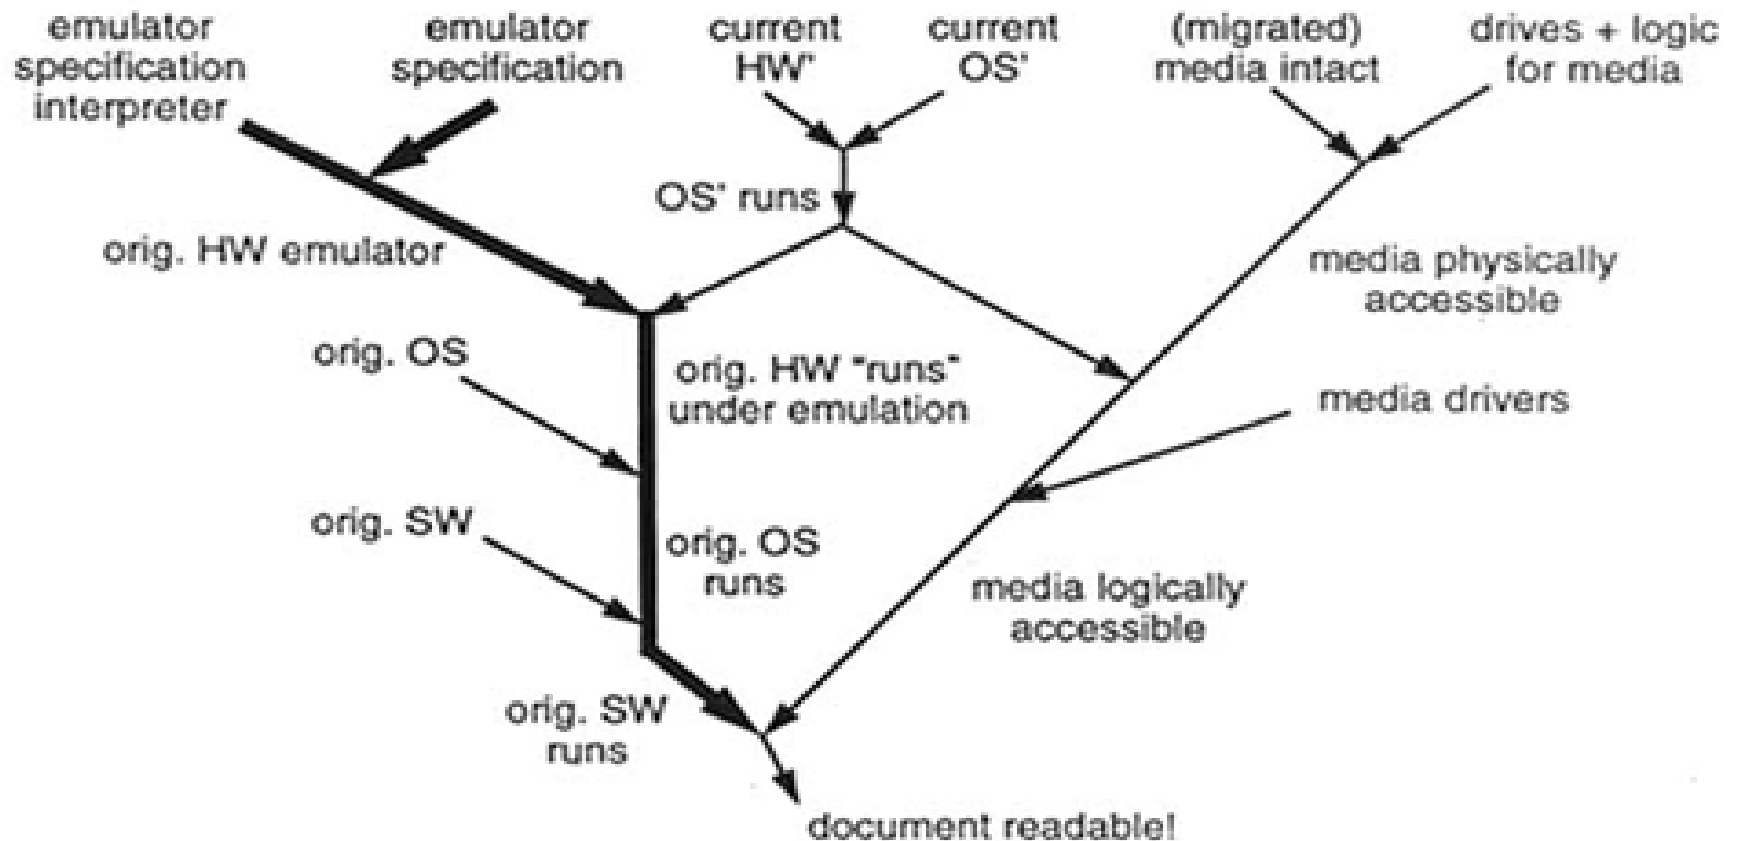 emulator
specification
interpreter
emulator
specification
current
HW'
current
OS'
(migrated)
media intact
drives + logic
for media
OS' runs
orig. HW emulator
media physically
accessible
orig. OS
orig. HW "runs"
under emulation
media drivers
orig. SW
orig. OS
runs
media logically
accessible
orig. SW
runs
document readable!